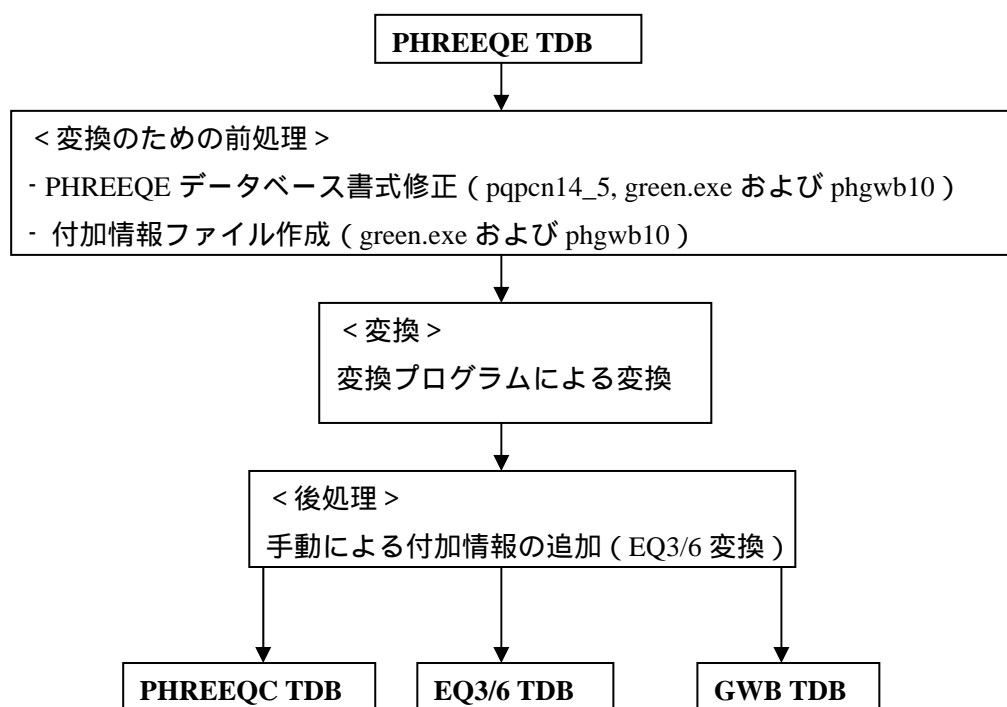 PHREEQE TDB
<変換のための前処理>
- PHREEQE データベース書式修正(pqpcn14_5, green.exe および phgwb10)
- 付加情報ファイル作成(green.exe および phgwb10)
<変換>
変換プログラムによる変換
<後処理>
手動による付加情報の追加(EQ3/6 変換)
PHREEQC TDB
EQ3/6 TDB
GWB TDB